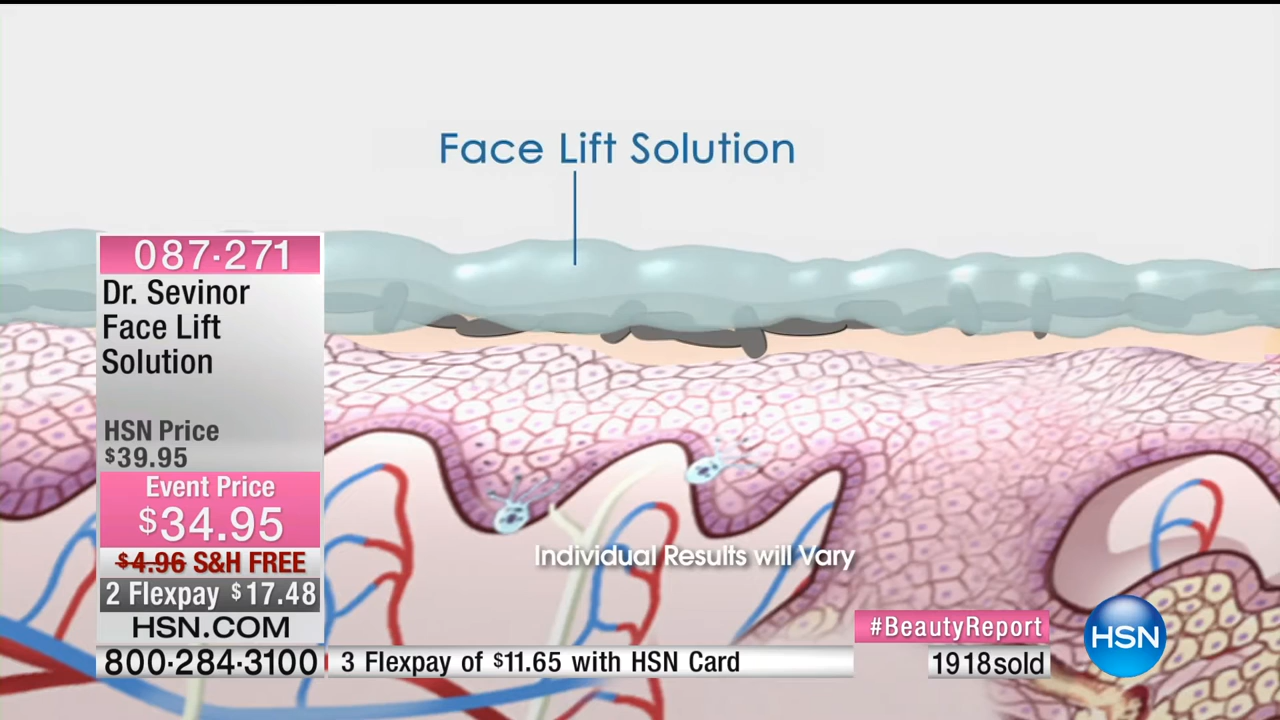 Face Lift Solution
087·271
Dr. Sevinor
Face Lift
Solution
HSN Price
$39.95
Event Price
$34.95
$4.96 S&H FREE
2 Flexpay $17.48
HSN.COM
800·284·3100
3 Flexpay of $11.65 with HSN Card
Individual Results will Vary
#BeautyReport
1918sold
HSN